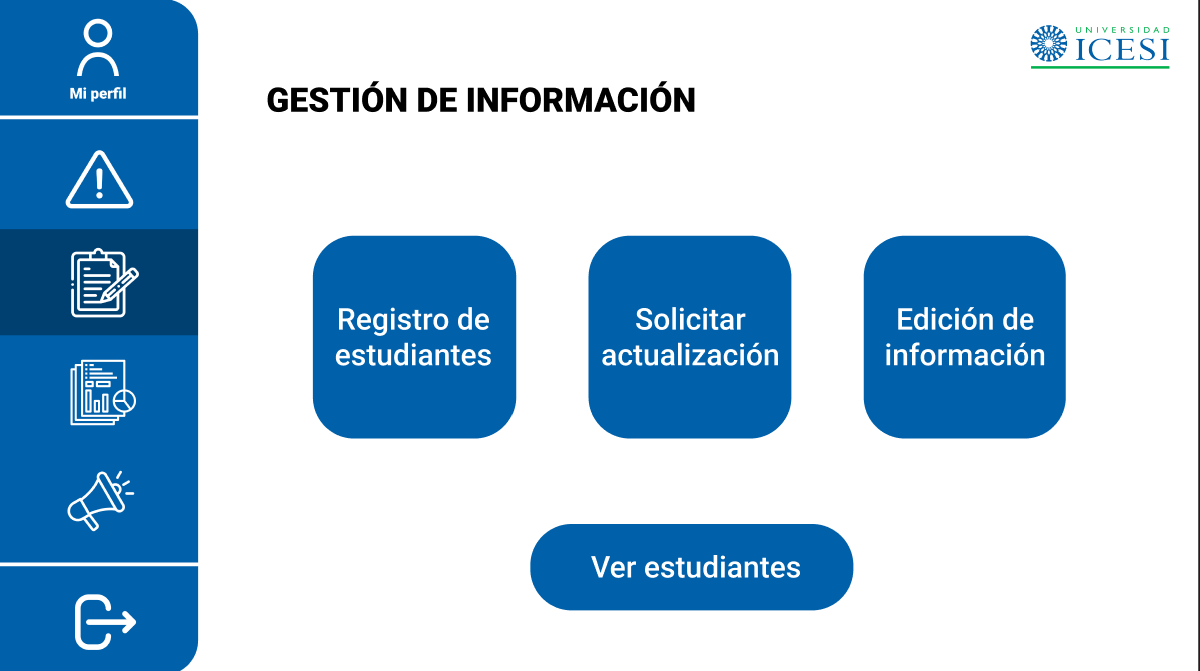 Mi perfil
UNIVERSIDAD
ICESI
GESTIÓN DE INFORMACIÓN
Registro de
estudiantes
Solicitar
actualización
Edición de
información
Ver estudiantes